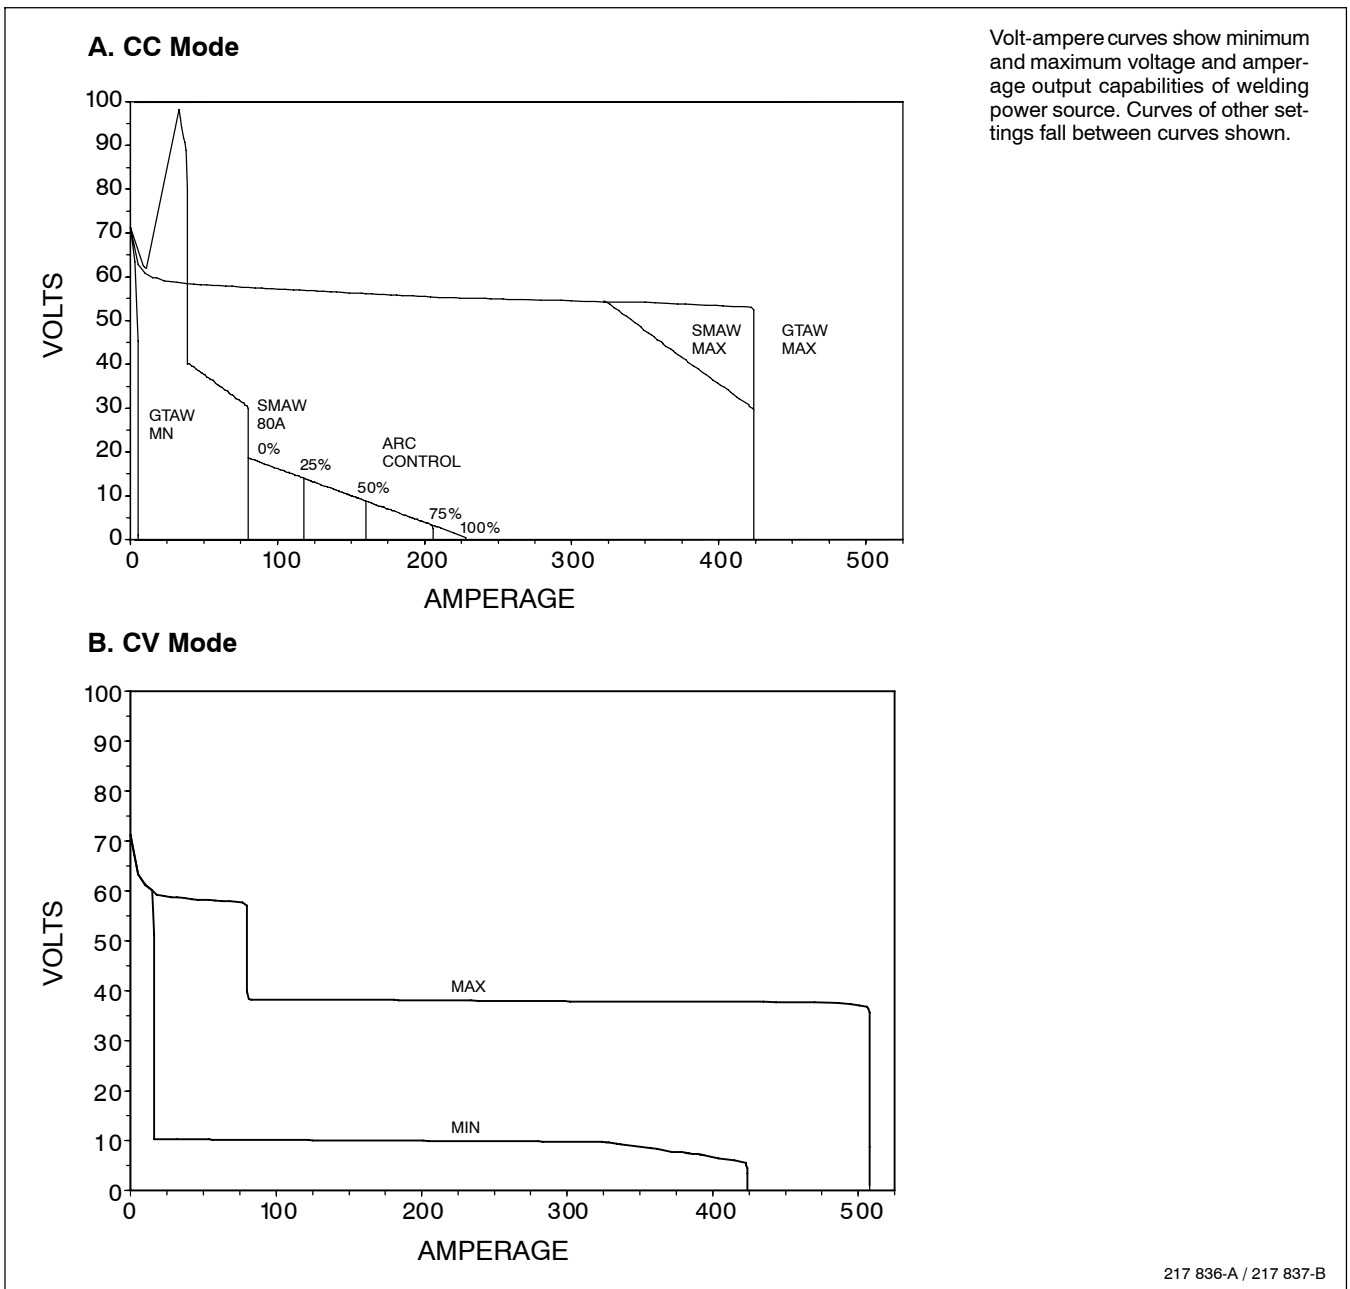 A. CC Mode
Volt-ampere curves show minimum
and maximum voltage and amper-
age output capabilities of welding
power source. Curves of other set-
tings fall between curves shown.
100
90
80
70
60
50
40
30
20
10
0
VOLTS
SMAW
MAX
GTAW
MAX
GTAW
MN
SMAW
80A
0%
25%
50%
75%
100%
ARC
CONTROL
0 100 200 300 400 500
AMPERAGE
B. CV Mode
100
90
80
70
60
50
40
30
20
10
0
VOLTS
MAX
MIN
0 100 200 300 400 500
AMPERAGE
217 836-A / 217 837-B